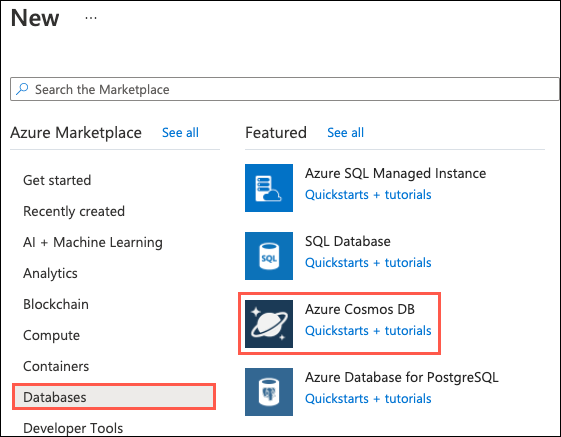 New ...
Search the Marketplace
Azure Marketplace See all
Get started
Recently created
AI + Machine Learning
Analytics
Blockchain
Compute
Containers
Databases
Developer Tools
Featured See all
Azure SQL Managed Instance
Quickstarts + tutorials
SQL
SQL Database
Quickstarts + tutorials
Azure Cosmos DB
Quickstarts + tutorials
Azure Database for PostgreSQL
Quickstarts + tutorials